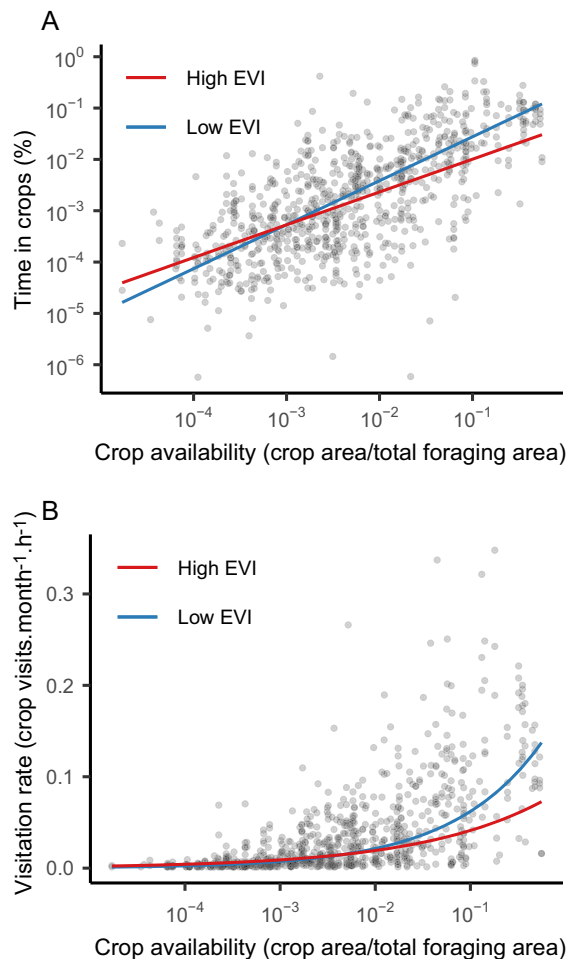 A
10⁰
10⁻¹
10⁻²
10⁻³
10⁻⁴
10⁻⁵
10⁻⁶
Time in crops (%)
High EVI
Low EVI
10⁻⁴ 10⁻³ 10⁻² 10⁻¹
Crop availability (crop area/total foraging area)
B
0.3
0.2
0.1
0.0
Visitation rate (crop visits.month⁻¹.h⁻¹)
High EVI
Low EVI
10⁻⁴ 10⁻³ 10⁻² 10⁻¹
Crop availability (crop area/total foraging area)